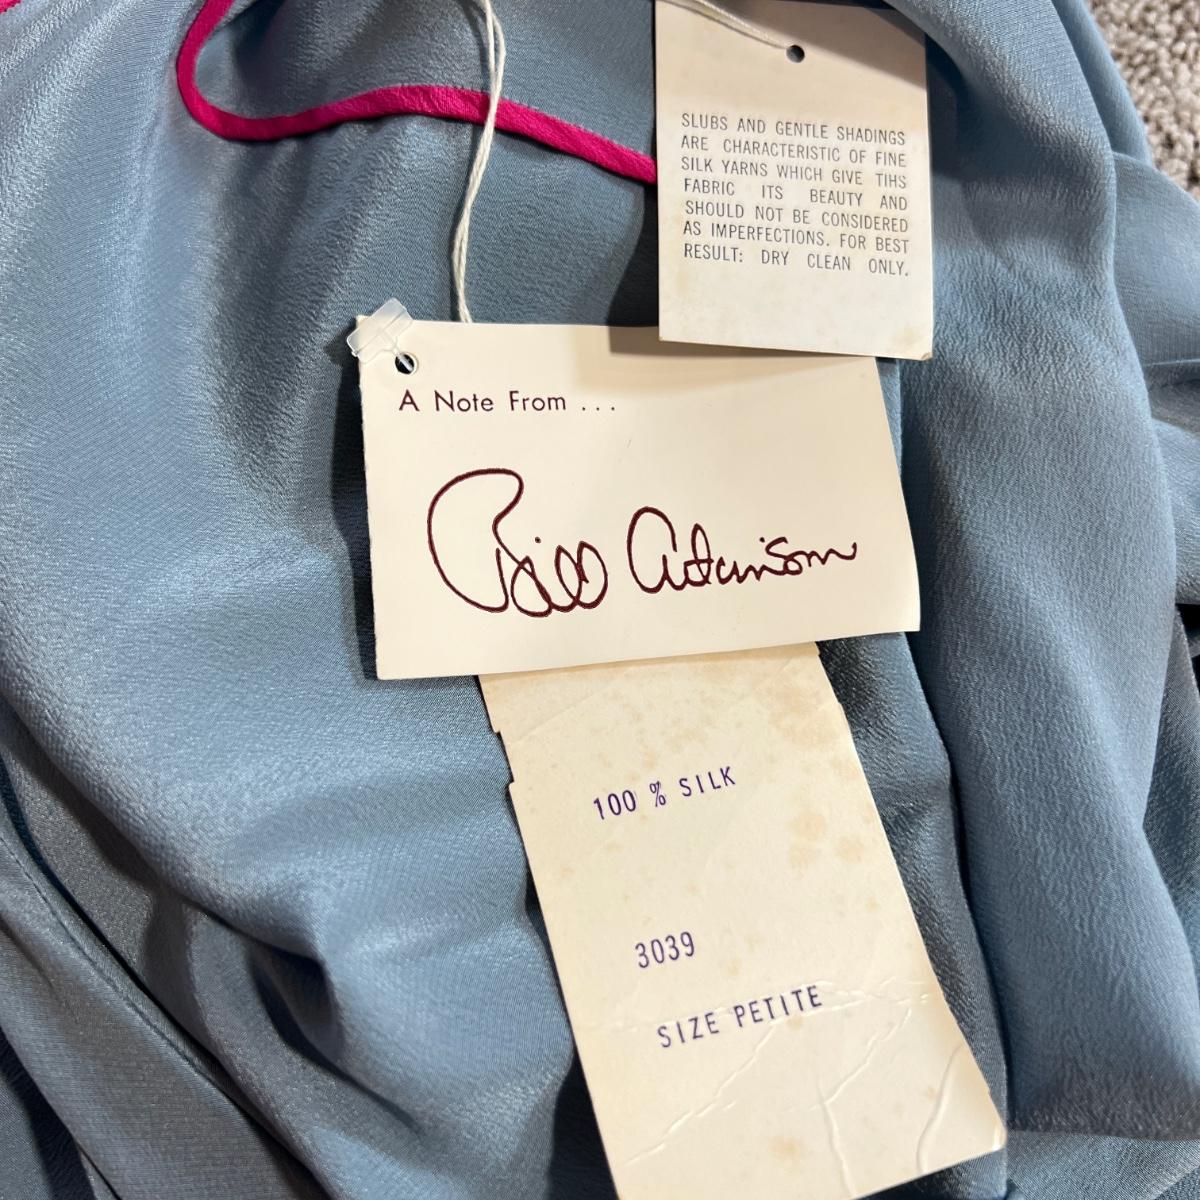 SLUBS AND GENTLE SHADINGS
ARE CHARACTERISTIC OF FINE
SILK YARNS WHICH GIVE TIHS
FABRIC ITS BEAUTY AND
SHOULD NOT BE CONSIDERED
AS IMPERFECTIONS. FOR BEST
RESULT: DRY CLEAN ONLY.
A Note From ...
Bill Atkinson
100 % SILK
3039
SIZE PETITE